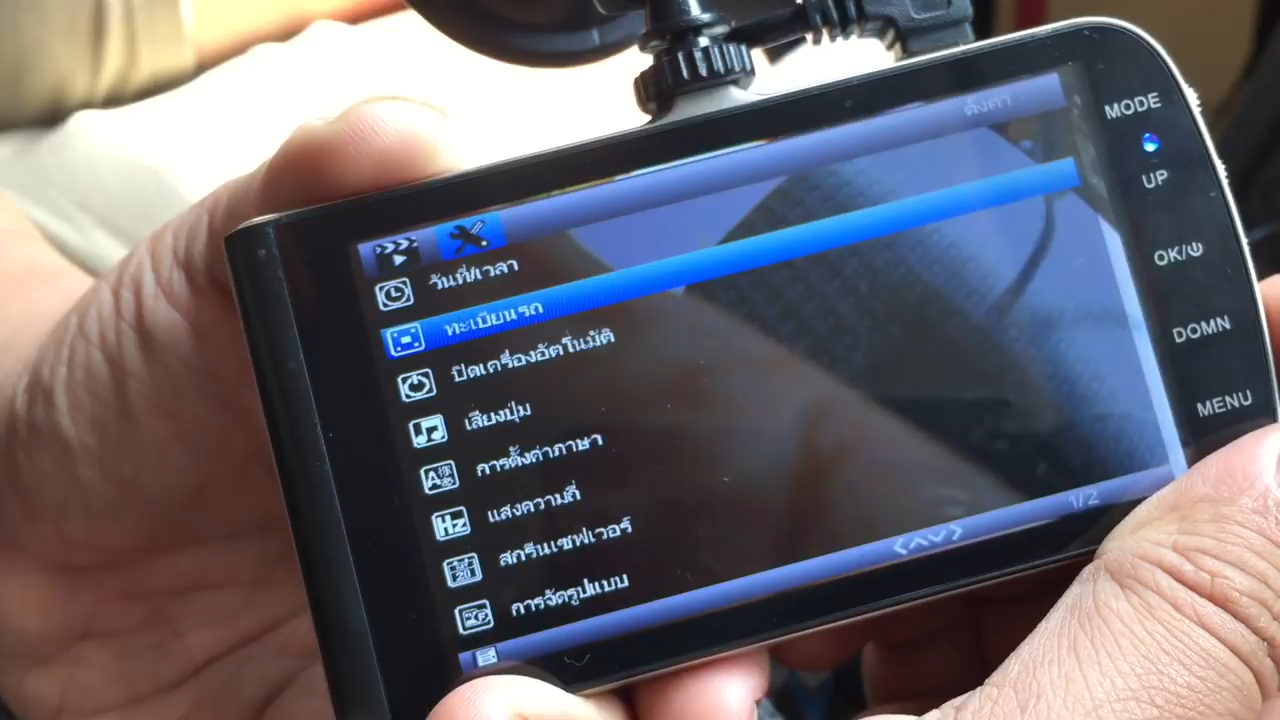 ตั้งค่า
วันที่/เวลา
ทะเบียนรถ
ปิดเครื่องอัตโนมัติ
เสียงปุ่ม
การตั้งค่าภาษา
Hz แสงความถี่
สกรีนเซฟเวอร์
การจัดรูปแบบ
1/2
MODE
UP
OK/
DOMN
MENU